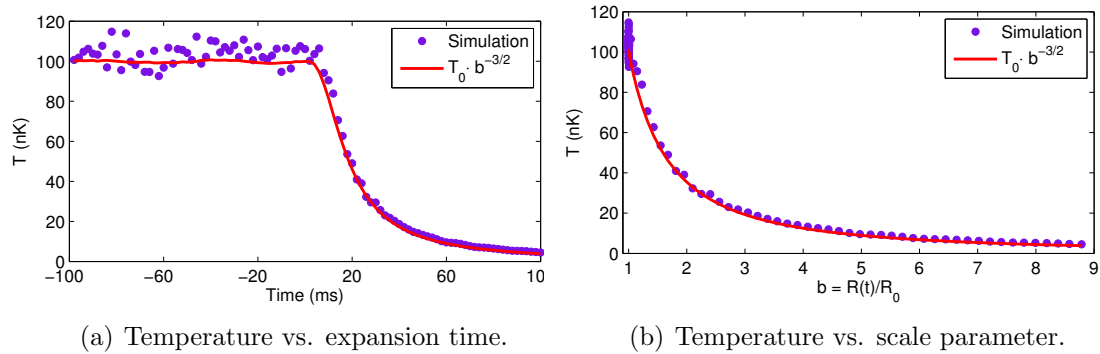 120
100
80
60
40
20
0
T (nK)
−100
−60
−20
20
60
10
Time (ms)
Simulation
T0· b−3/2
(a) Temperature vs. expansion time.
120
100
80
60
40
20
0
T (nK)
1
2
3
4
5
6
7
8
9
b = R(t)/R0
Simulation
T0· b−3/2
(b) Temperature vs. scale parameter.